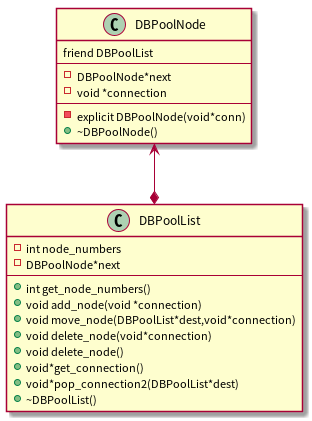 C DBPoolNode
friend DBPoolList
DBPoolNode*next
void *connection
explicit DBPoolNode(void*conn)
~DBPoolNode()
C DBPoolList
int node_numbers
DBPoolNode*next
int get_node_numbers()
void add_node(void *connection)
void move_node(DBPoolList*dest,void*connection)
void delete_node(void*connection)
void delete_node()
void*get_connection()
void*pop_connection2(DBPoolList*dest)
~DBPoolList()